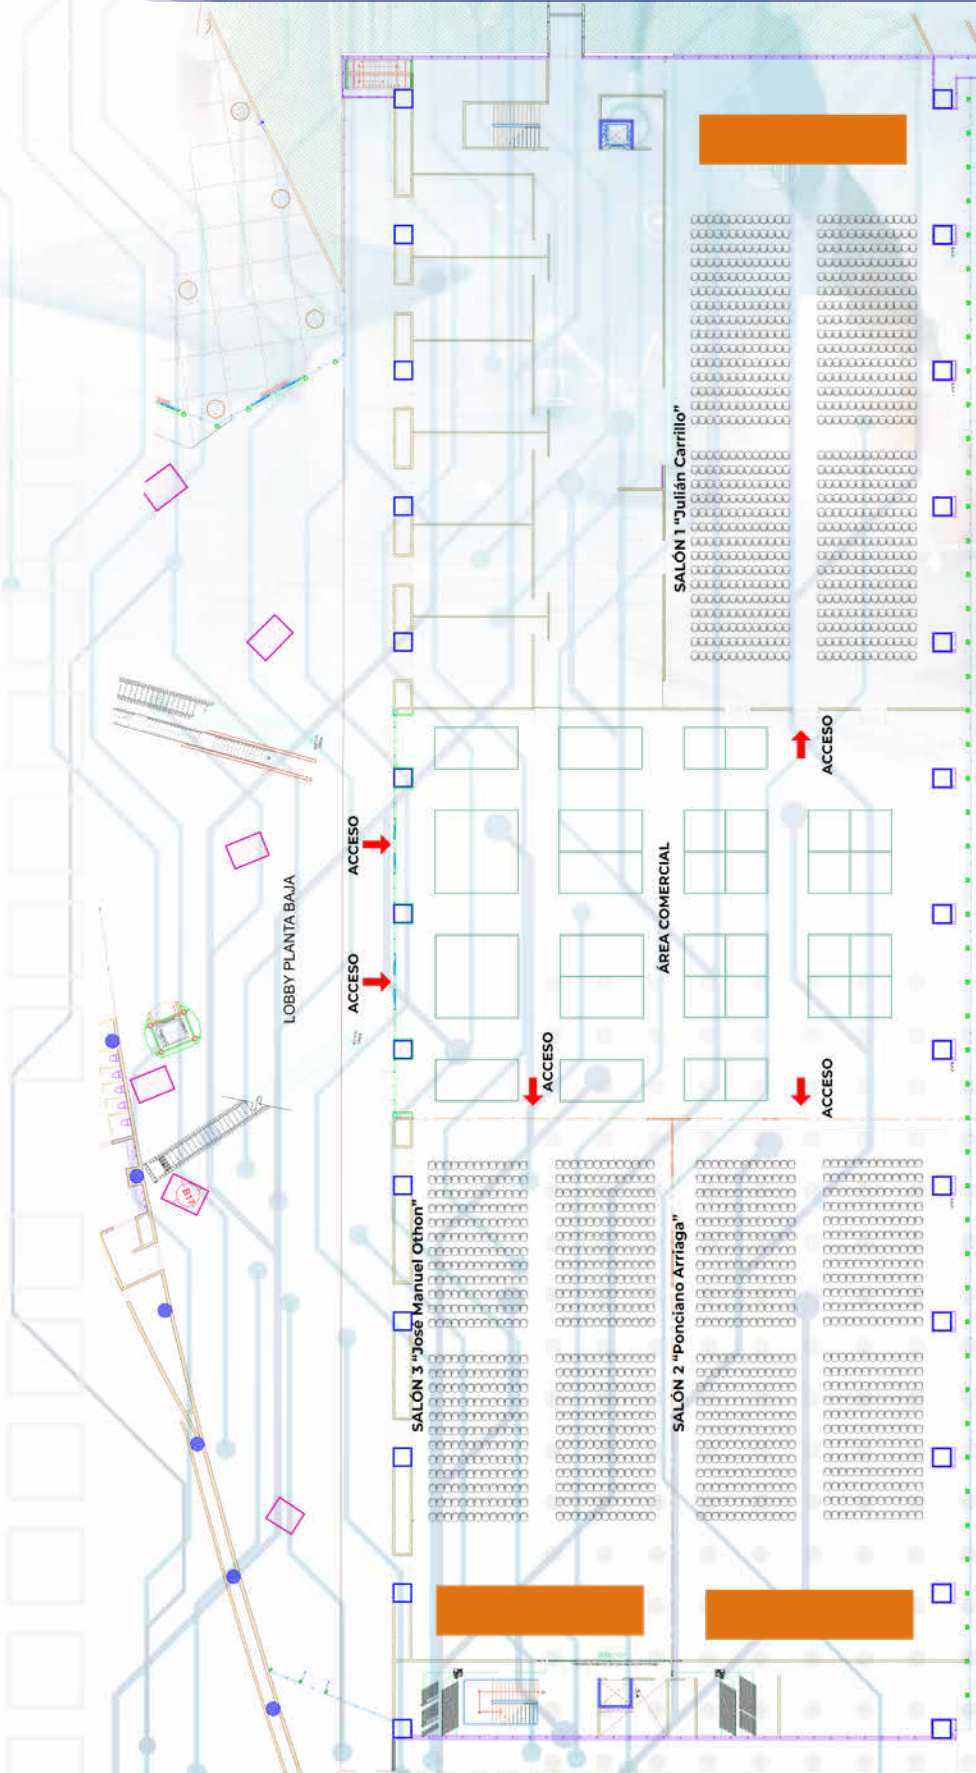 SALÓN 1 "Julián Carrillo"
ACCESO
ACCESO
LOBBY PLANTA BAJA
ÁREA COMERCIAL
ACCESO
ACCESO
ACCESO
B17
SALÓN 3 "José Manuel Othon"
SALÓN 2 "Ponciano Arriaga"